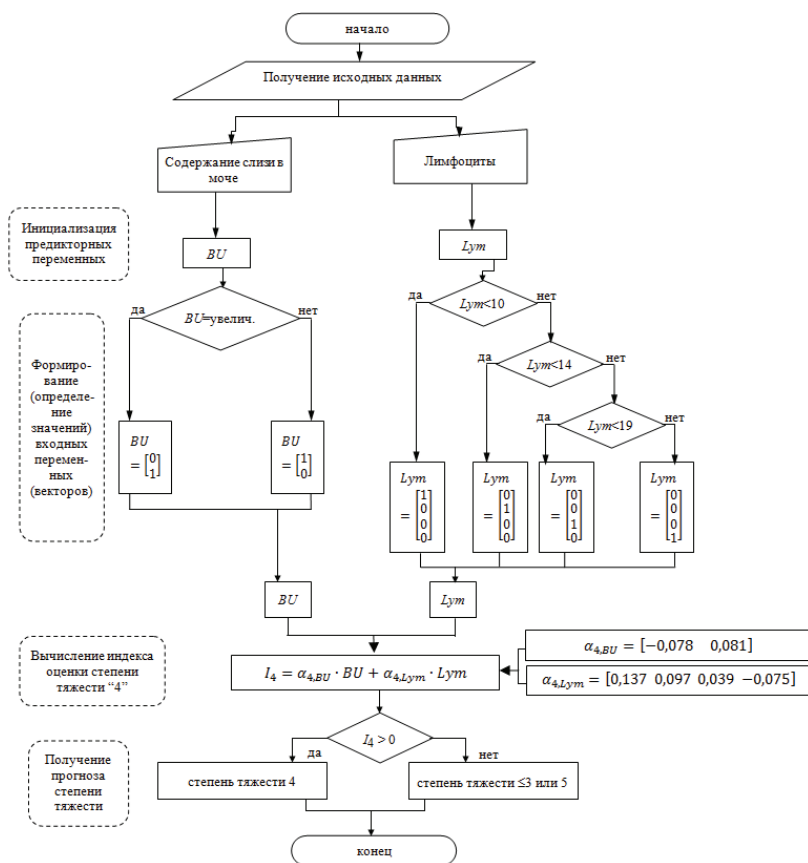 начало
Получение исходных данных
Содержание слизи в
моче
Лимфоциты
Инициализация
предикторных
переменных
BU
Lym
да
BU=увелич.
нет
да
Lym<10
нет
да
Lym<14
нет
да
Lym<19
нет
Формиро-
вание
(определе-
ние
значений)
входных
перемен-
ных
(векторов)
BU
= [0
1]
BU
= [1
0]
Lym
= [1
0
0
0]
Lym
= [0
1
0
0]
Lym
= [0
0
1
0]
Lym
= [0
0
0
1]
BU
Lym
Вычисление индекса
оценки степени
тяжести “4”
I₄ = α₄,BU · BU + α₄,Lym · Lym
α₄,BU = [−0,078 0,081]
α₄,Lym = [0,137 0,097 0,039 −0,075]
I₄ > 0
да
нет
Получение
прогноза
степени
тяжести
степень тяжести 4
степень тяжести ≤3 или 5
конец